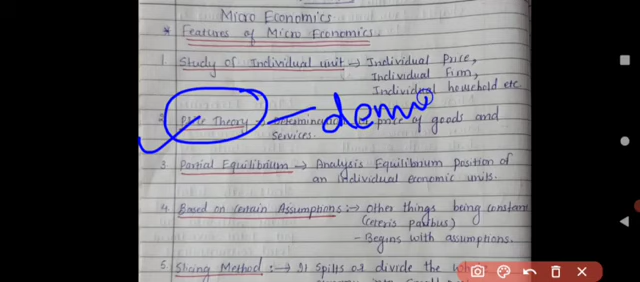 Micro Economics
* Features of Micro Economics
1. Study of Individual unit → Individual Price,
Individual Firm,
Individual household etc.
2. Price Theory → Determination of price of goods and
services.
dem
3. Partial Equilibrium → Analysis Equilibrium position of
an individual economic units.
4. Based on Certain Assumptions :→ Other things being constant
(ceteris paribus)
- Begins with assumptions.
5. Slicing Method :→ It splits or divide the